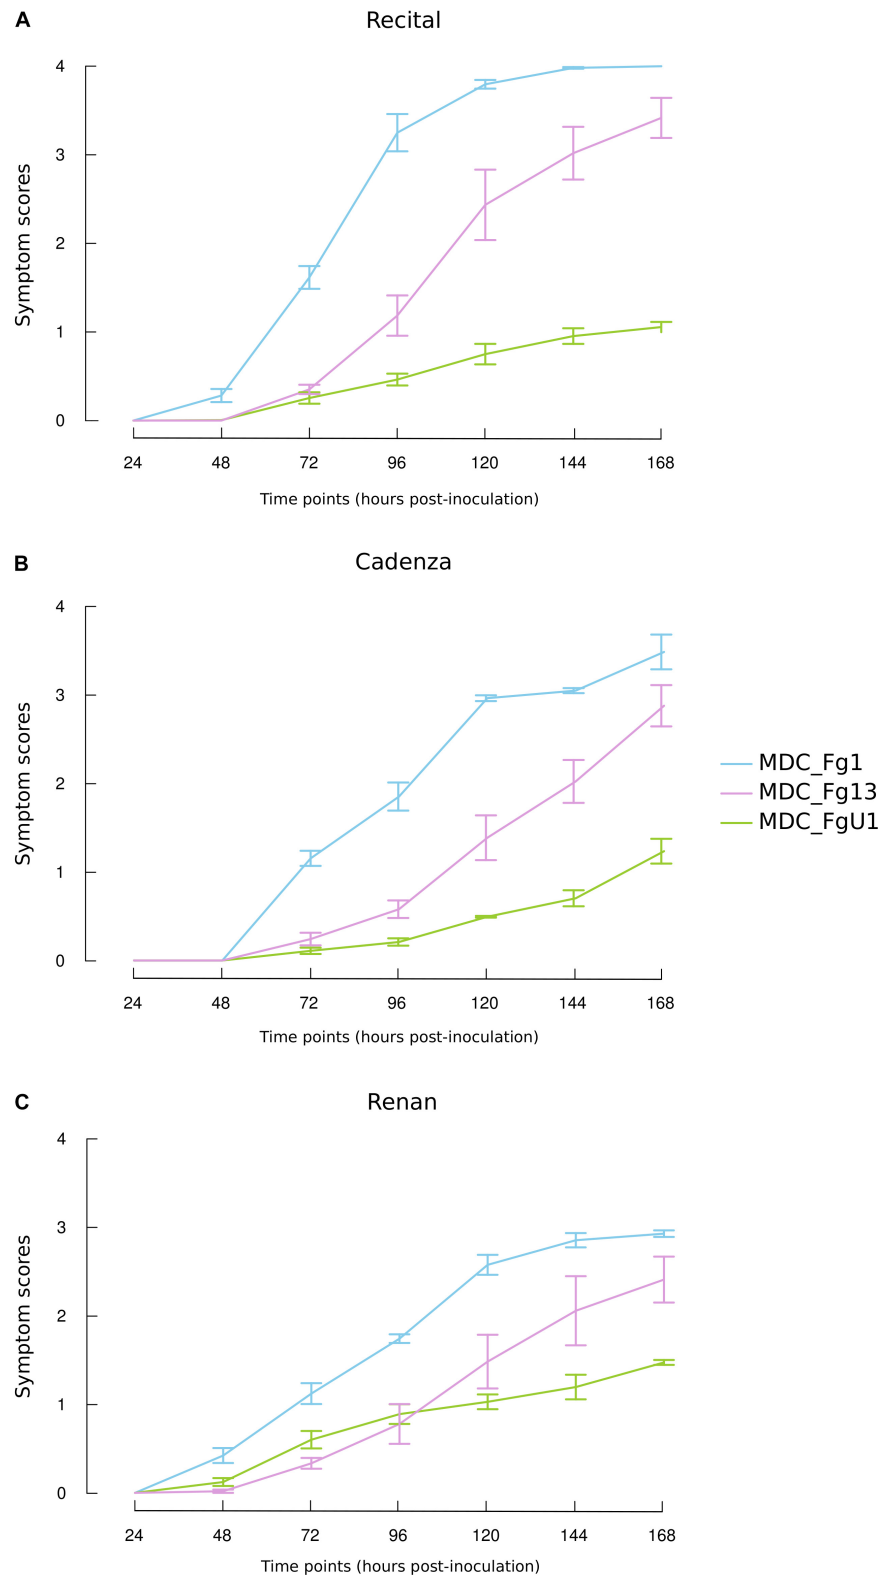 A
Recital
4
3
2
1
0
Symptom scores
24 48 72 96 120 144 168
Time points (hours post-inoculation)
B
Cadenza
4
3
2
1
0
Symptom scores
24 48 72 96 120 144 168
Time points (hours post-inoculation)
MDC_Fg1
MDC_Fg13
MDC_FgU1
C
Renan
4
3
2
1
0
Symptom scores
24 48 72 96 120 144 168
Time points (hours post-inoculation)